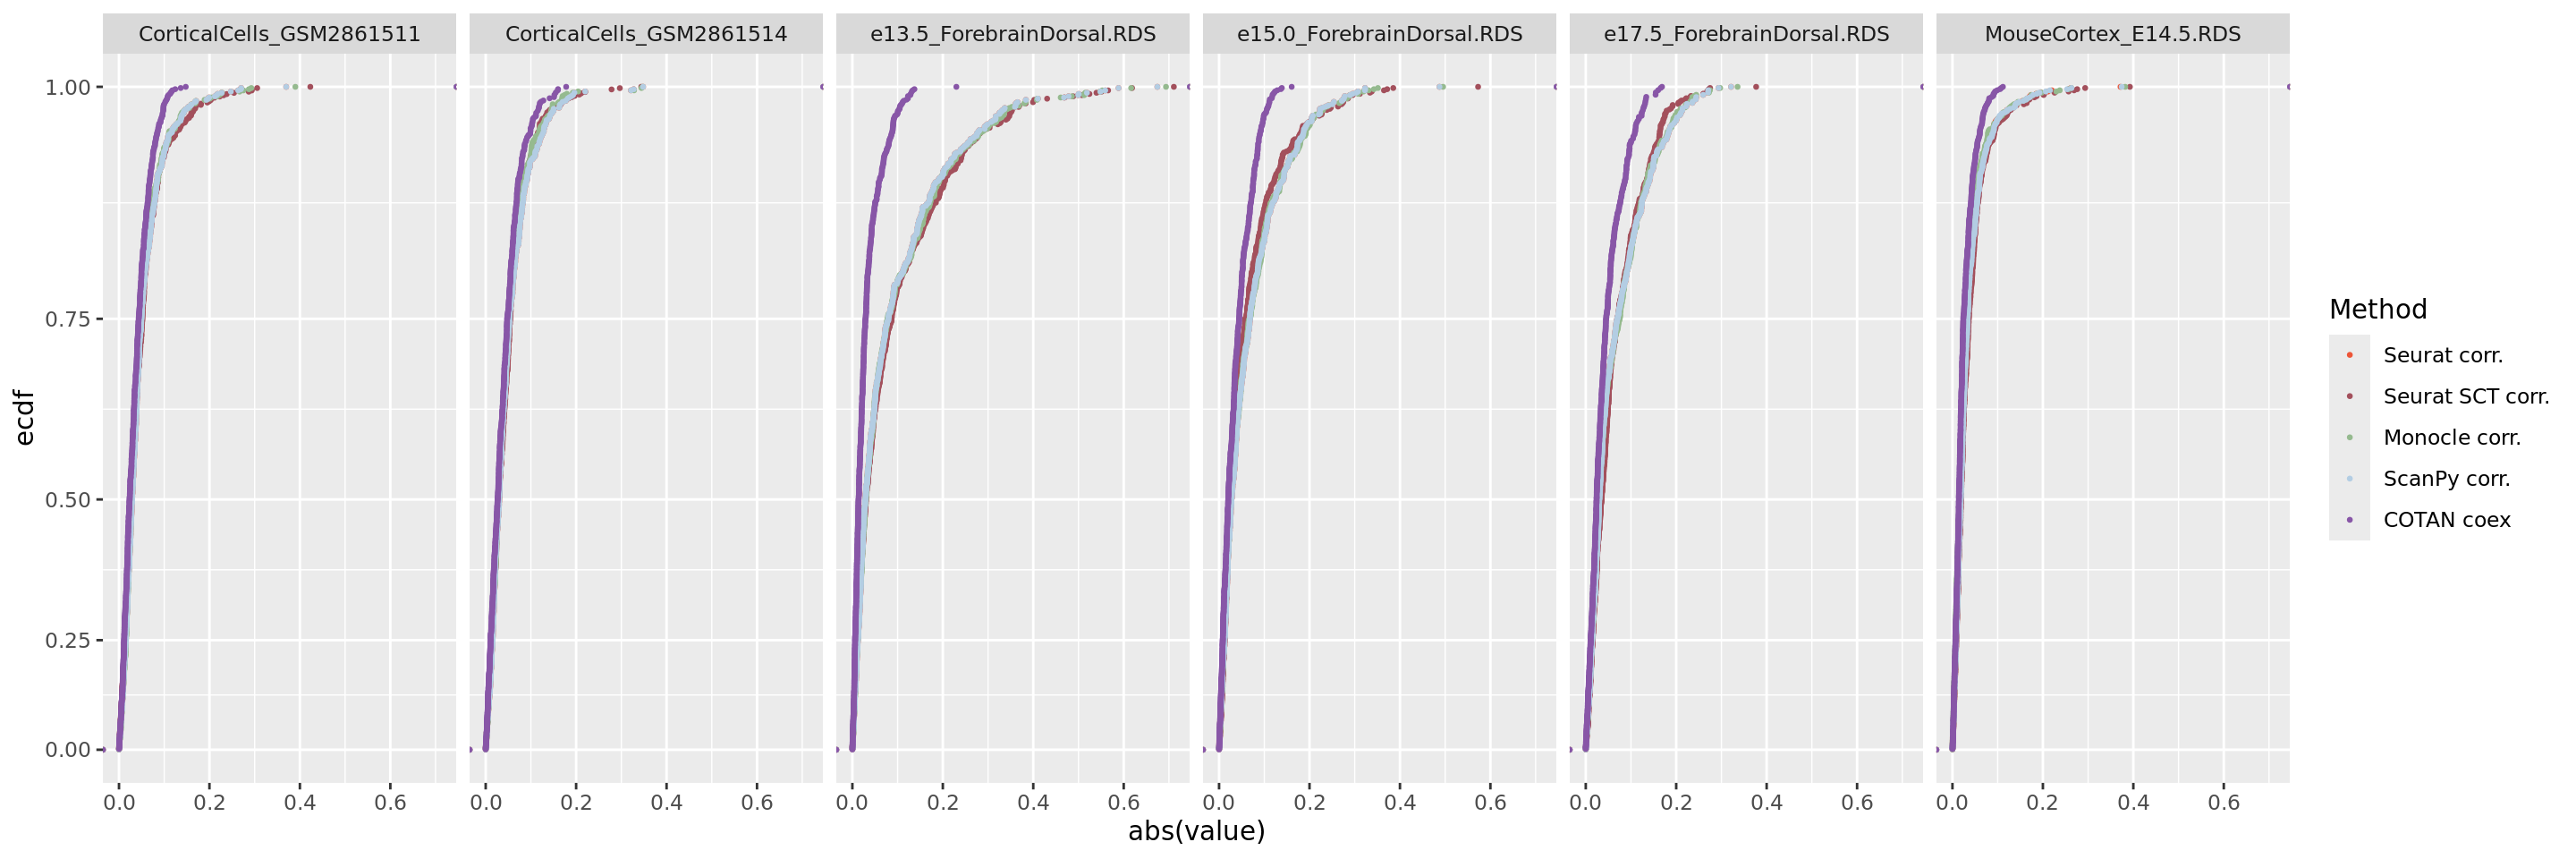 CorticalCells_GSM2861511 CorticalCells_GSM2861514 e13.5_ForebrainDorsal.RDS e15.0_ForebrainDorsal.RDS e17.5_ForebrainDorsal.RDS MouseCortex_E14.5.RDS
1.00
0.75
0.50
0.25
0.00
ecdf
0.0 0.2 0.4 0.6 0.0 0.2 0.4 0.6 0.0 0.2 0.4 0.6 0.0 0.2 0.4 0.6 0.0 0.2 0.4 0.6 0.0 0.2 0.4 0.6
abs(value)
Method
Seurat corr.
Seurat SCT corr.
Monocle corr.
ScanPy corr.
COTAN coex